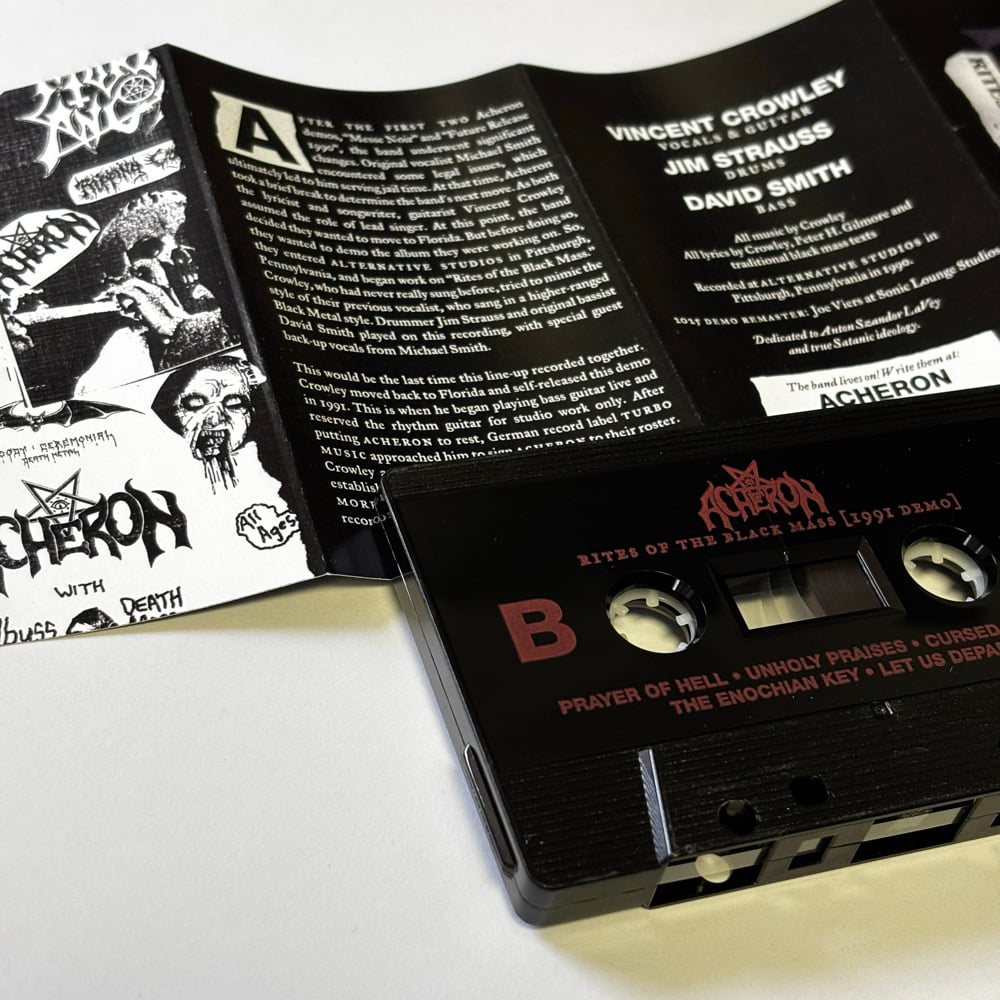 ACHERON
ACHERON
WITH
DEATH
All
Ages
AFTER THE FIRST TWO Acheron
demos, "Messe Noir" and "Future Release
1990", the band underwent significant
changes. Original vocalist Michael Smith
encountered some legal issues, which
ultimately led to him serving jail time. At that time, Acheron
took a brief break to determine the band's next move. As both
the lyricist and songwriter, guitarist Vincent Crowley
assumed the role of lead singer. At this point, the band
decided they wanted to move to Florida. But before doing so,
they wanted to demo the album they were working on. So,
they entered ALTERNATIVE STUDIOS in Pittsburgh,
Pennsylvania, and began work on "Rites of the Black Mass."
Crowley, who had never really sung before, tried to mimic the
style of their previous vocalist, who sang in a higher-ranged
Black Metal style. Drummer Jim Strauss and original bassist
David Smith played on this recording, with special guest
back-up vocals from Michael Smith.
This would be the last time this line-up recorded together.
Crowley moved back to Florida and self-released this demo
in 1991. This is when he began playing bass guitar live and
reserved the rhythm guitar for studio work only. After
putting ACHERON to rest, German record label TURBO
MUSIC approached him to sign ACHERON to their roster.
Crowley
VINCENT CROWLEY
VOCALS & GUITAR
JIM STRAUSS
DRUMS
DAVID SMITH
BASS
All music by Crowley
All lyrics by Crowley, Peter H. Gilmore and
traditional black mass texts
Recorded at ALTERNATIVE STUDIOS in
Pittsburgh, Pennsylvania in 1990.
2015 DEMO REMASTER: Joe Viers at Sonic Lounge Studios
Dedicated to Anton Szandor LaVey
and true Satanic ideology.
The band lives on! Write them at:
ACHERON
ACHERON
RITES OF THE BLACK MASS [1991 DEMO]
B
PRAYER OF HELL • UNHOLY PRAISES • CURSED
THE ENOCHIAN KEY • LET US DEPA